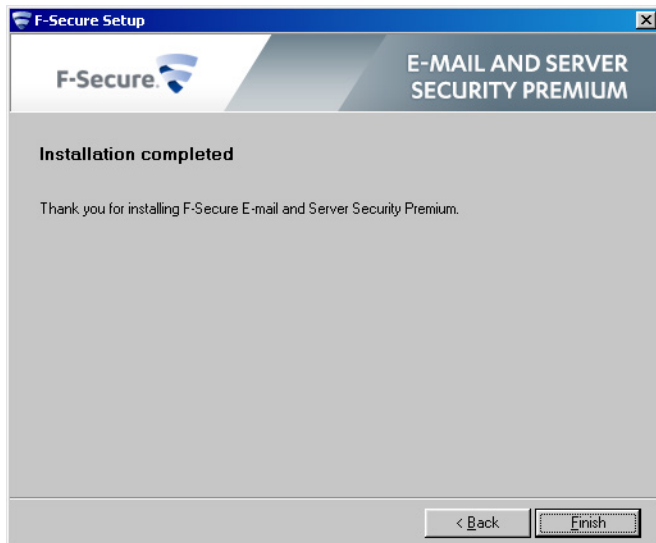 F-Secure Setup
F-Secure.
E-MAIL AND SERVER
SECURITY PREMIUM
Installation completed
Thank you for installing F-Secure E-mail and Server Security Premium.
< Back
Finish